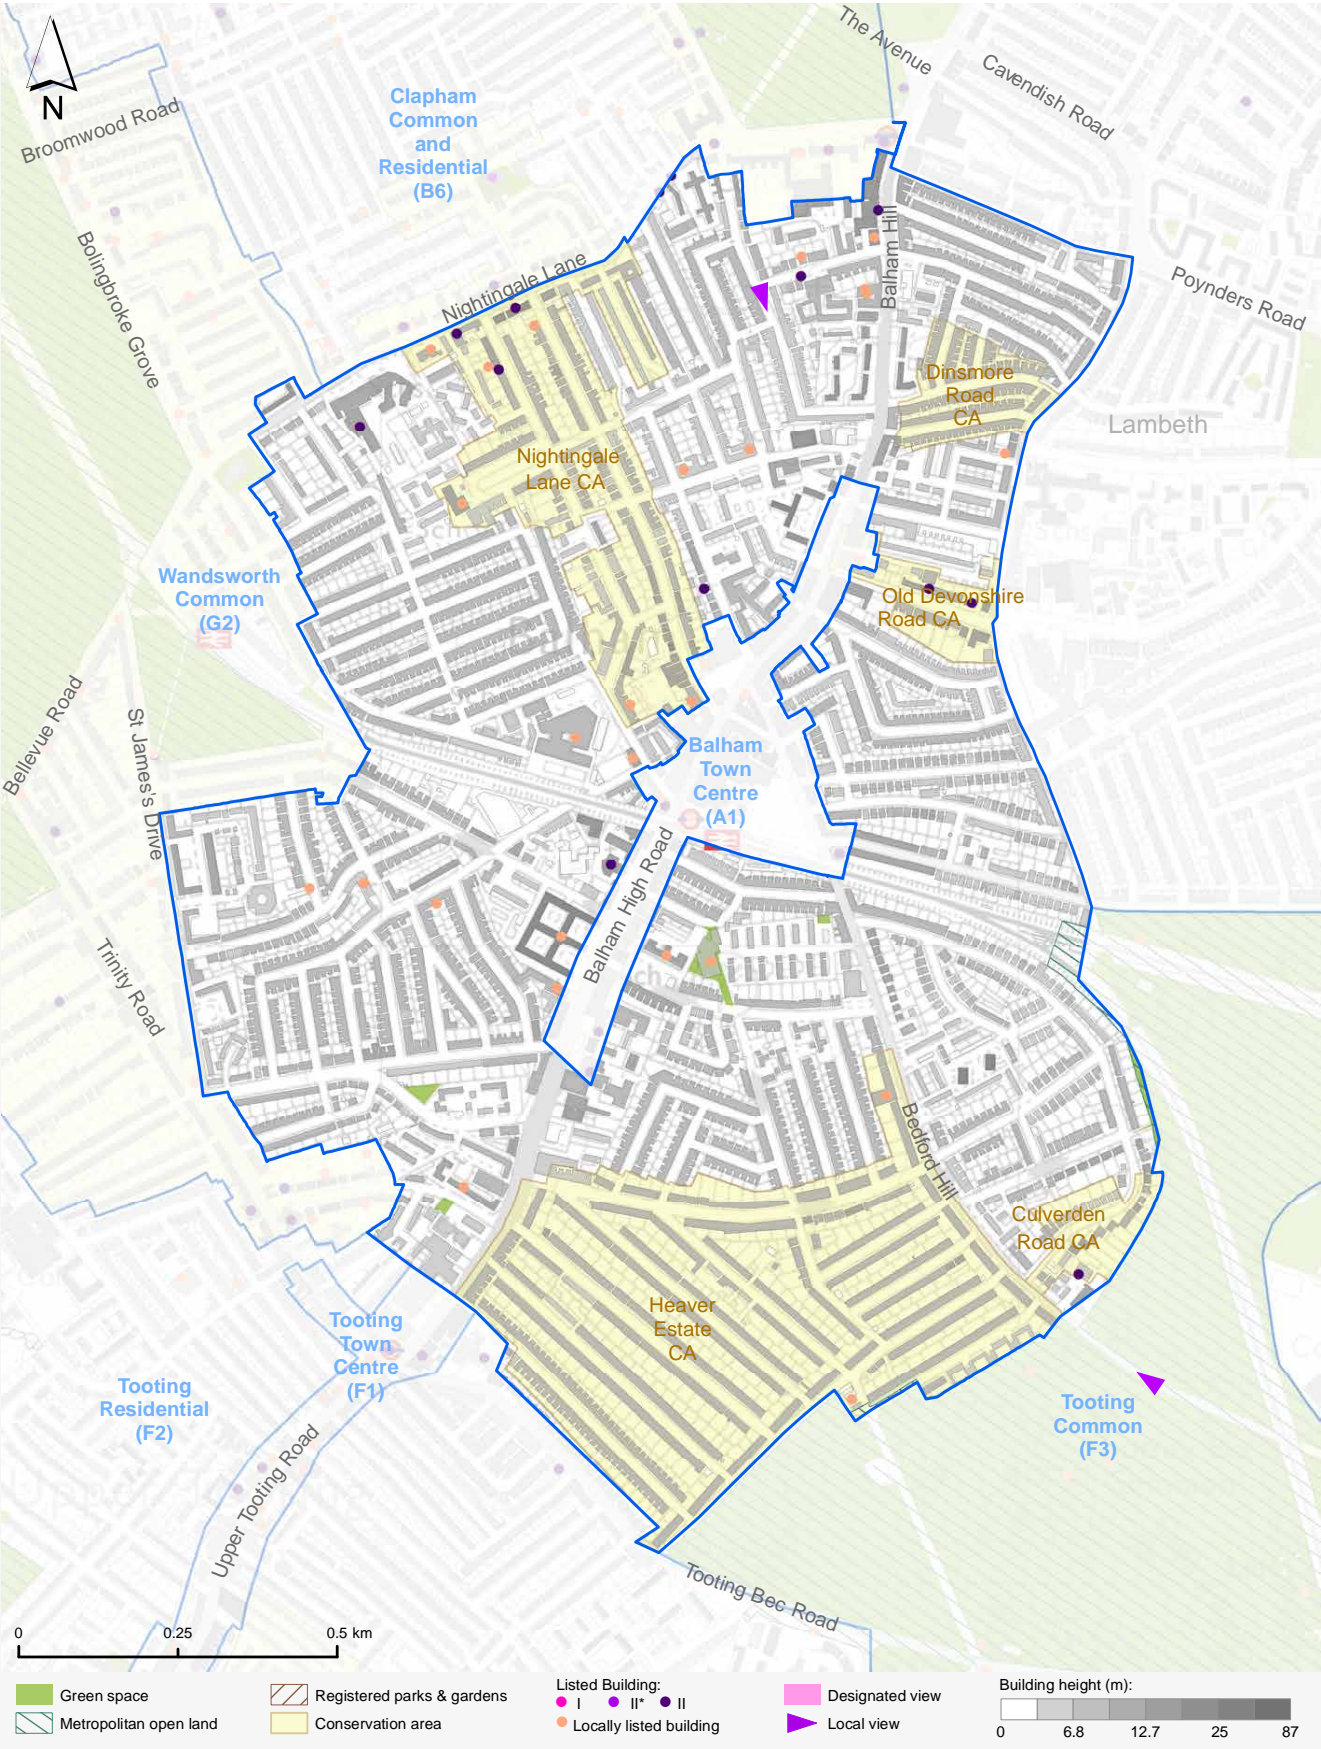 N
The Avenue
Cavendish Road
Broomwood Road
Clapham
Common
and
Residential
(B6)
Bolingbroke Grove
Nightingale Lane
Balham Hill
Poynders Road
Dinsmore
Road
CA
Lambeth
Nightingale
Lane CA
Wandsworth
Common
(G2)
Old Devonshire
Road CA
Bellevue Road
St James's Drive
Balham
Town
Centre
(A1)
Balham High Road
Trinity Road
Bedford Hill
Culverden
Road CA
Heaver
Estate
CA
Tooting
Town
Centre
(F1)
Tooting
Residential
(F2)
Tooting
Common
(F3)
Upper Tooting Road
Tooting Bec Road
0 0.25 0.5 km
Green space
Metropolitan open land
Registered parks & gardens
Conservation area
Listed Building:
I II* II
Locally listed building
Designated view
Local view
Building height (m):
0 6.8 12.7 25 87